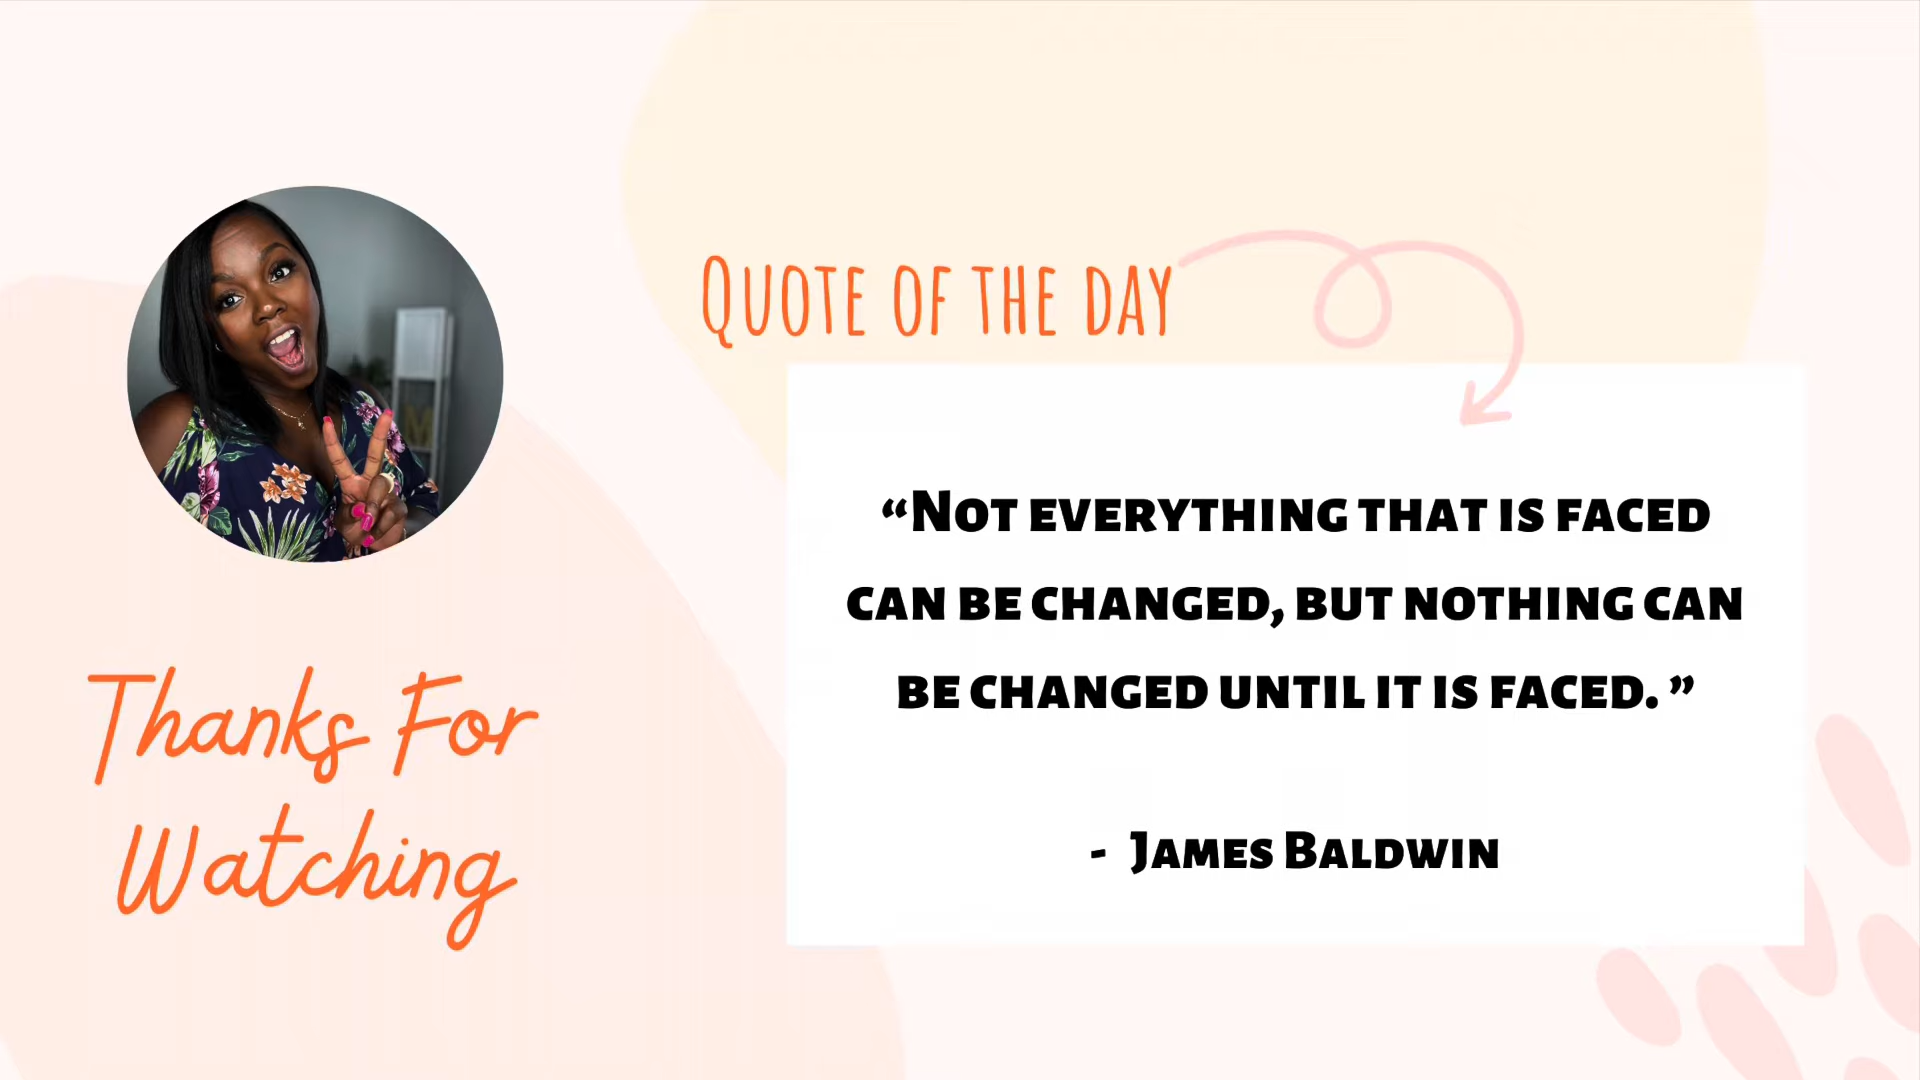 Quote of the day
“Not everything that is faced
can be changed, but nothing can
be changed until it is faced. ”
- James Baldwin
Thanks For
Watching